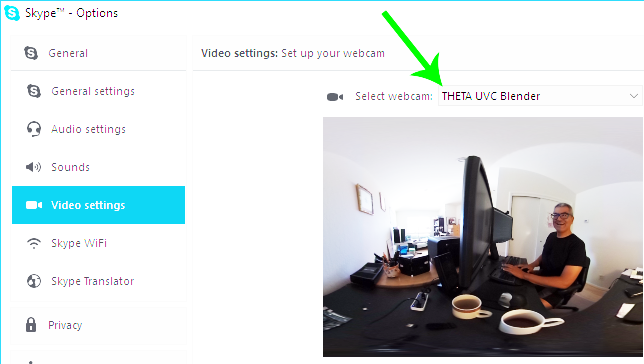 Skype™ - Options
General
General settings
Audio settings
Sounds
Video settings
Skype WiFi
Skype Translator
Privacy
Video settings: Set up your webcam
Select webcam: THETA UVC Blender